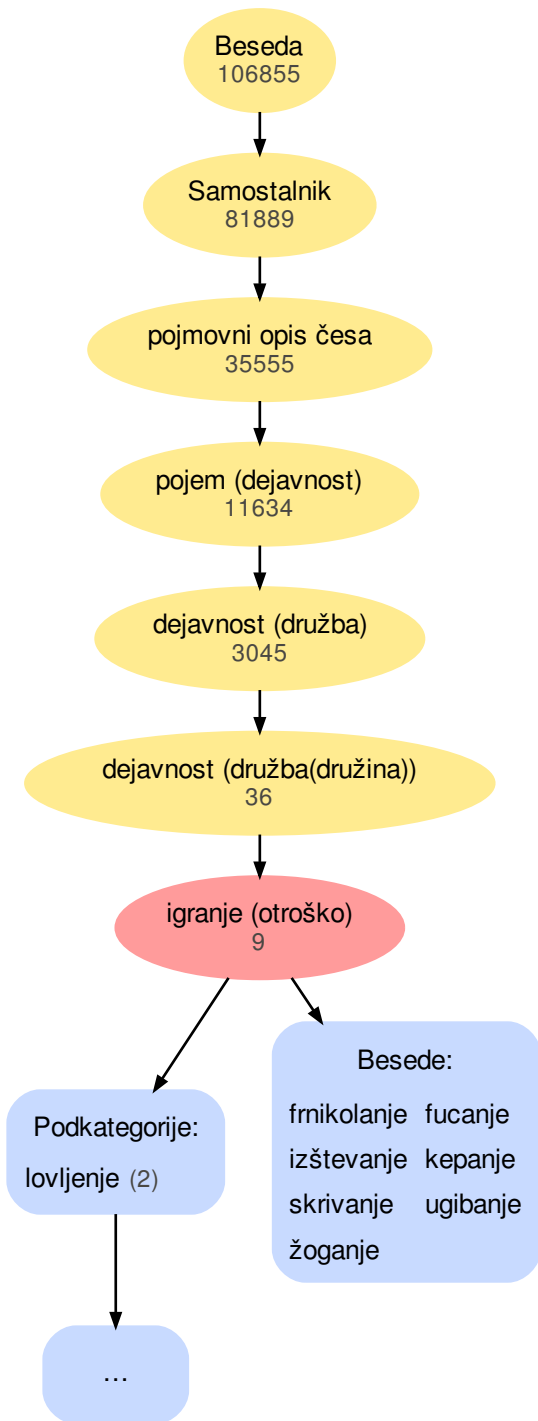 Beseda
106855
Samostalnik
81889
pojmovni opis česa
35555
pojem (dejavnost)
11634
dejavnost (družba)
3045
dejavnost (družba(družina))
36
igranje (otroško)
9
Besede:
frnikolanje fucanje
izštevanje kepanje
skrivanje ugibanje
žoganje
Podkategorije:
lovljenje (2)
...